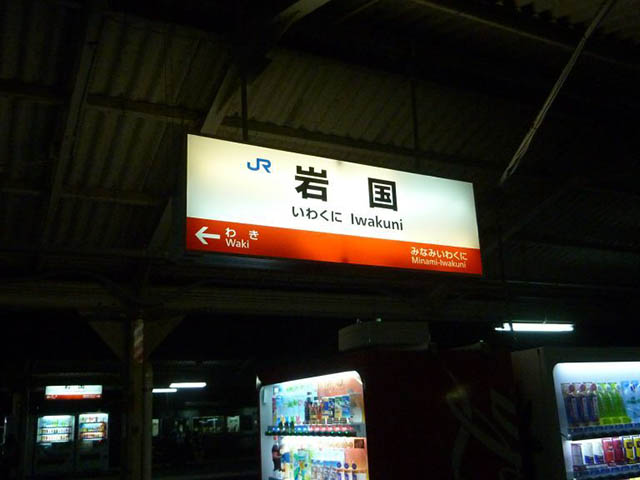 JR 岩国
いわくに Iwakuni
← わき みなみいわくに
Waki Minami-Iwakuni